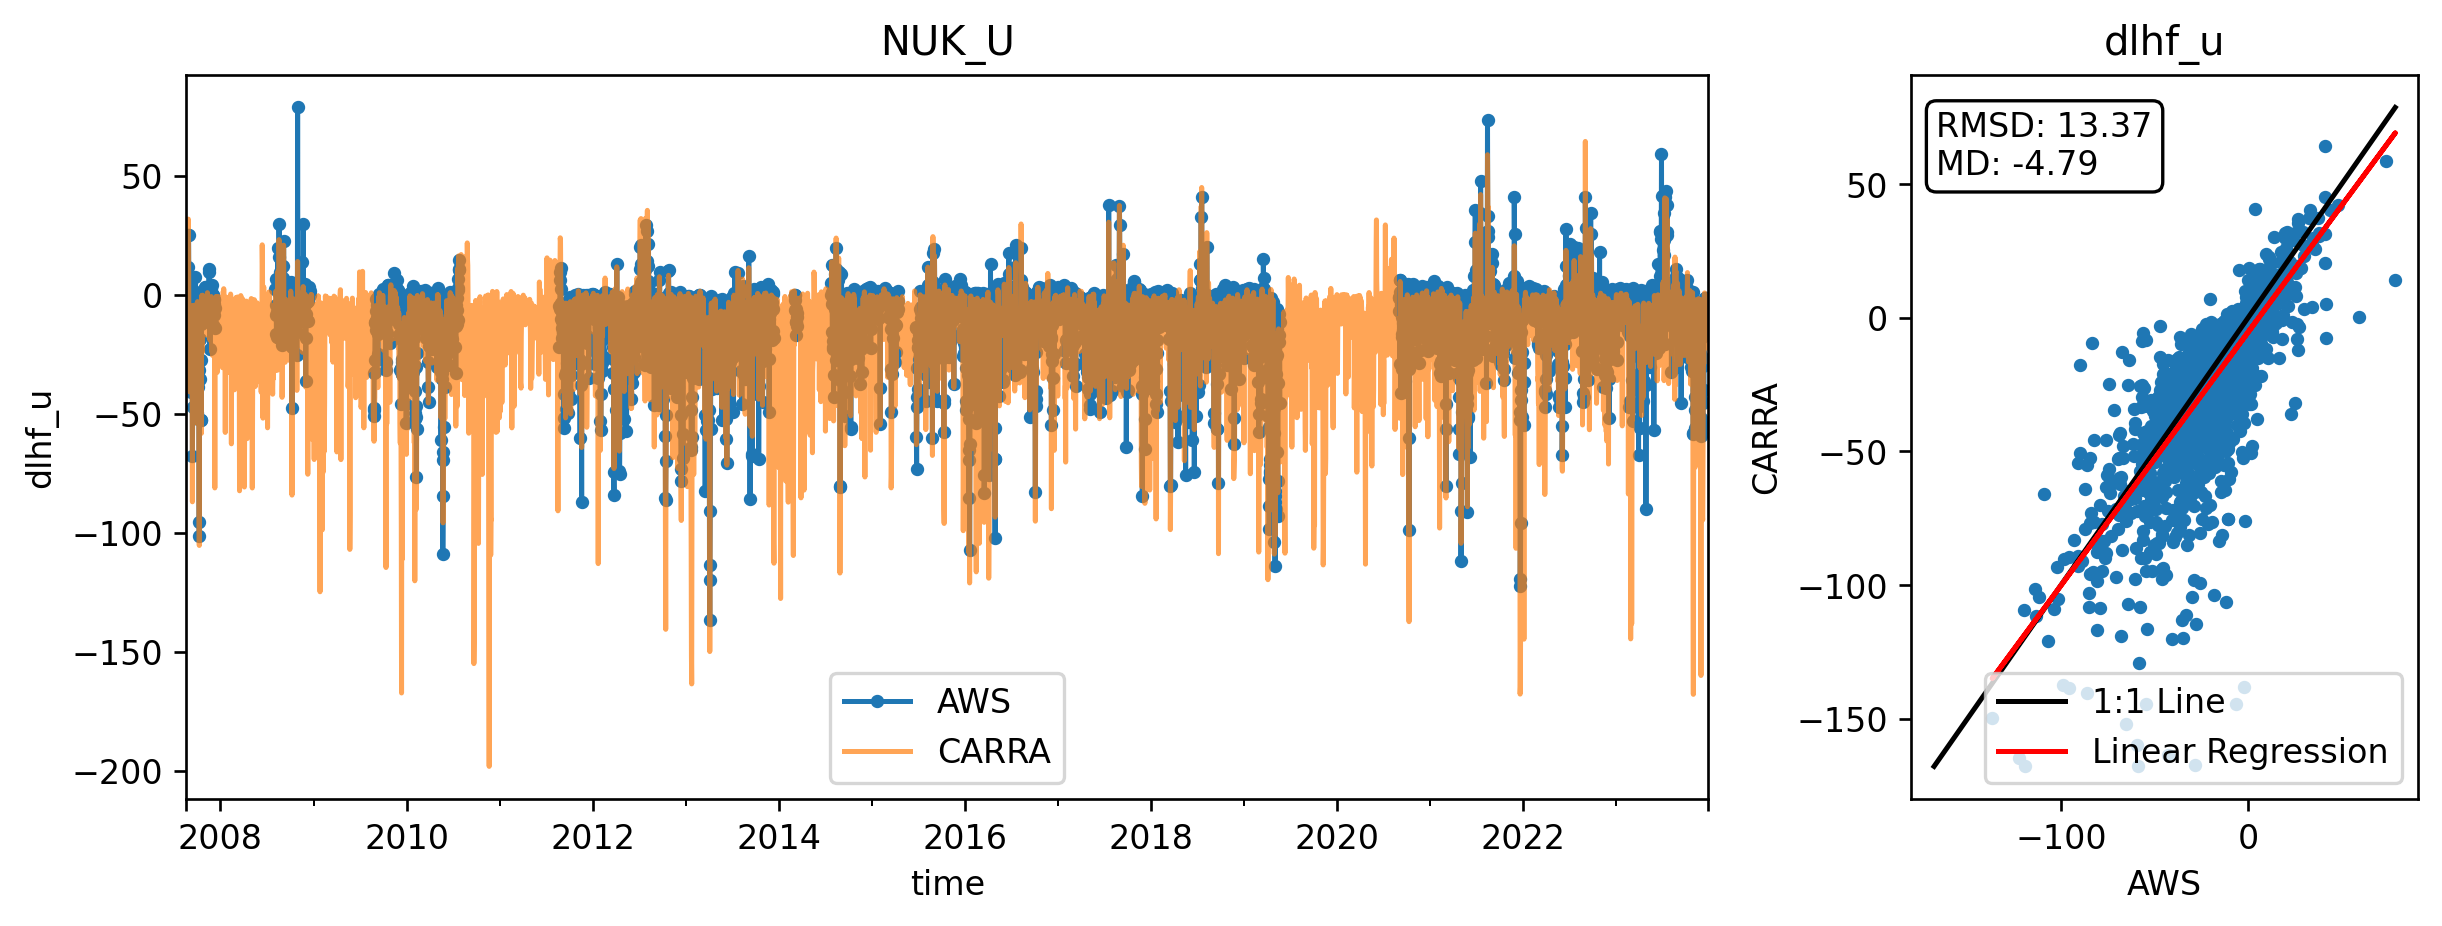 NUK_U
dlhf_u
50
0
−50
−100
−150
−200
2008
2010
2012
2014
2016
2018
2020
2022
time
AWS
CARRA
dlhf_u
RMSD: 13.37
MD: -4.79
CARRA
50
0
−50
−100
−150
−100
0
AWS
1:1 Line
Linear Regression